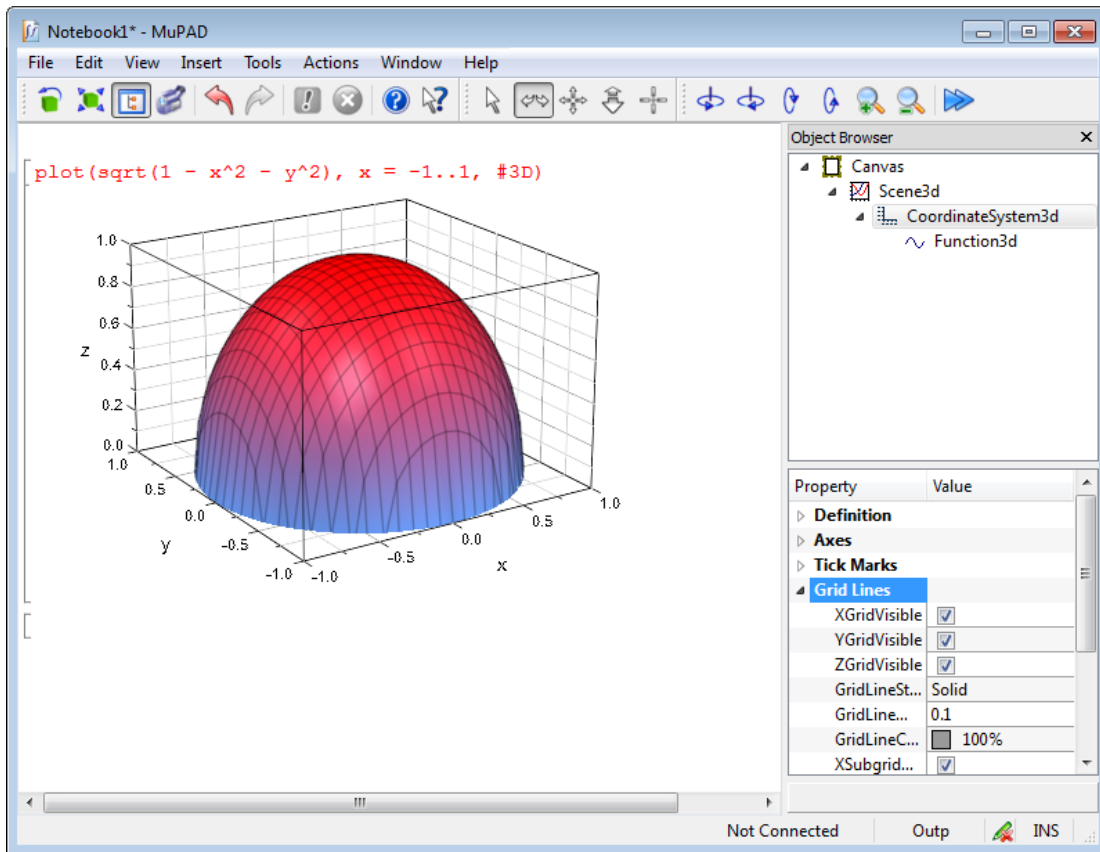 Notebook1* - MuPAD
File Edit View Insert Tools Actions Window Help
Object Browser
plot(sqrt(1 - x^2 - y^2), x = -1..1, #3D)
Canvas
Scene3d
CoordinateSystem3d
Function3d
1.0
0.8
0.6
z
0.4
0.2
0.0
1.0
0.5
0.0
y
-0.5
-1.0
-1.0
-0.5
0.0
x
0.5
1.0
Property Value
Definition
Axes
Tick Marks
Grid Lines
XGridVisible
YGridVisible
ZGridVisible
GridLineSt... Solid
GridLine... 0.1
GridLineC... 100%
XSubgrid...
Not Connected Outp INS